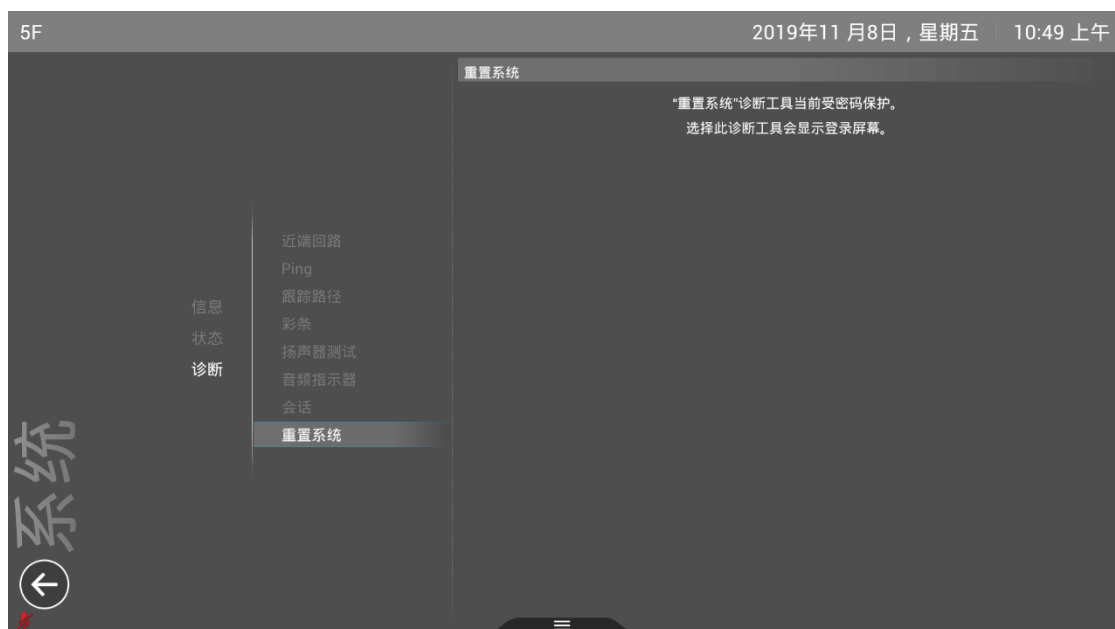 5F
2019年11 月8日，星期五
10:49 上午
重置系统
“重置系统”诊断工具当前受密码保护。
选择此诊断工具会显示登录屏幕。
信息
状态
诊断
近端回路
Ping
跟踪路径
彩条
扬声器测试
音频指示器
会话
重置系统
系统